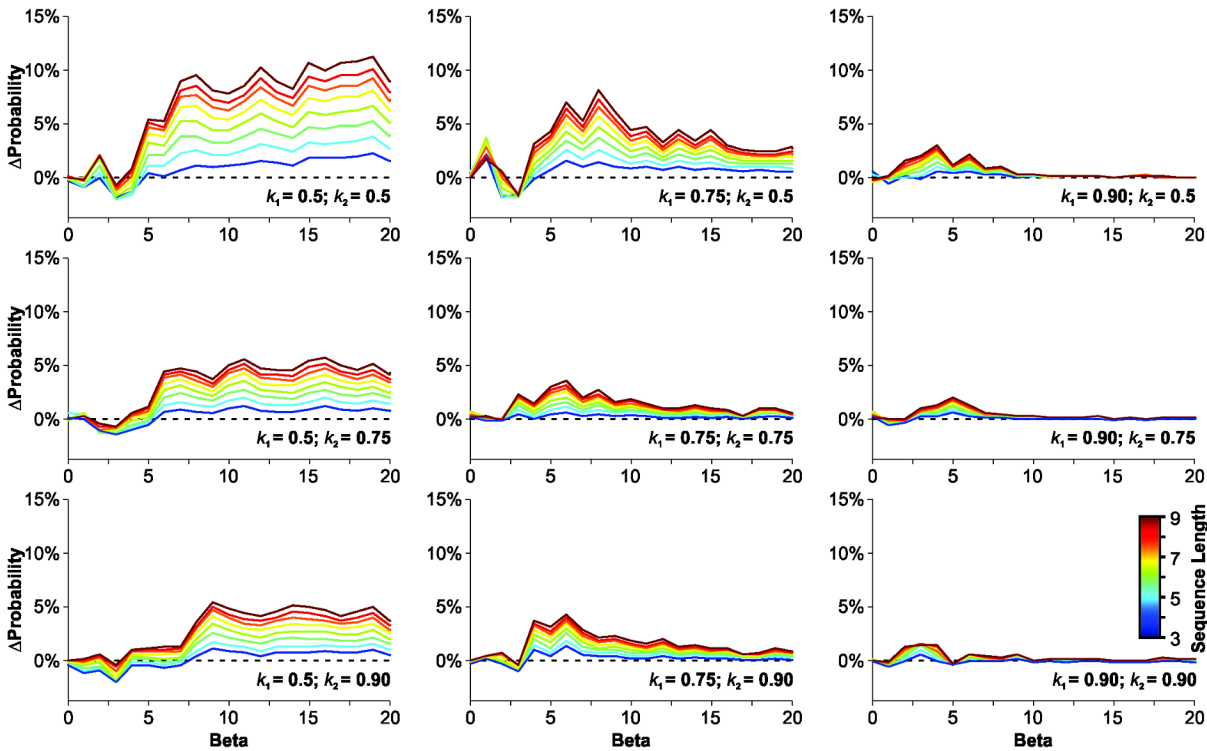 15% 15% 15%
10% 10% 10%
5% 5% 5%
0% 0% 0%
ΔProbability
k1 = 0.5; k2 = 0.5 k1 = 0.75; k2 = 0.5 k1 = 0.90; k2 = 0.5
0 5 10 15 20 0 5 10 15 20 0 5 10 15 20
15% 15% 15%
10% 10% 10%
5% 5% 5%
0% 0% 0%
ΔProbability
k1 = 0.5; k2 = 0.75 k1 = 0.75; k2 = 0.75 k1 = 0.90; k2 = 0.75
0 5 10 15 20 0 5 10 15 20 0 5 10 15 20
15% 15% 15%
10% 10% 10%
5% 5% 5%
0% 0% 0%
ΔProbability
9
7
5
3
Sequence Length
k1 = 0.5; k2 = 0.90 k1 = 0.75; k2 = 0.90 k1 = 0.90; k2 = 0.90
0 5 10 15 20 0 5 10 15 20 0 5 10 15 20
Beta Beta Beta